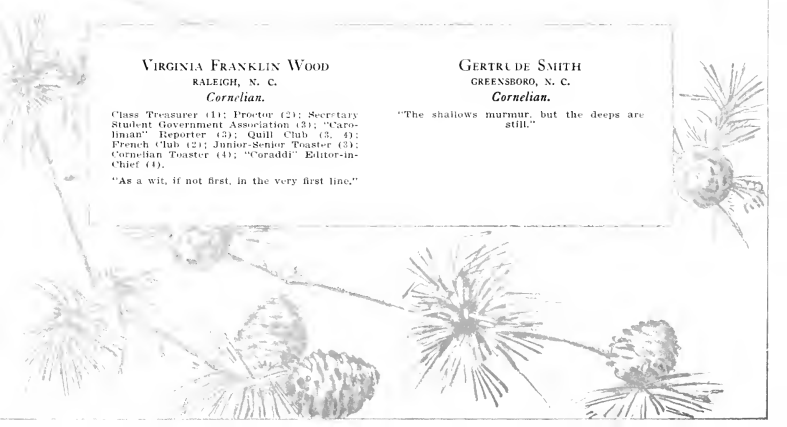 VIRGINIA FRANKLIN WOOD
RALEIGH, N. C.
Cornelian.
Class Treasurer (1); Proctor (2); Secretary
Student Government Association (3); "Caro-
linian" Reporter (3); Quill Club (3, 4);
French Club (2); Junior-Senior Toaster (3);
Cornelian Toaster (4); "Coraddi" Editor-in-
Chief (4).
"As a wit, if not first, in the very first line."
GERTRUDE SMITH
GREENSBORO, N. C.
Cornelian.
"The shallows murmur, but the deeps are
still."